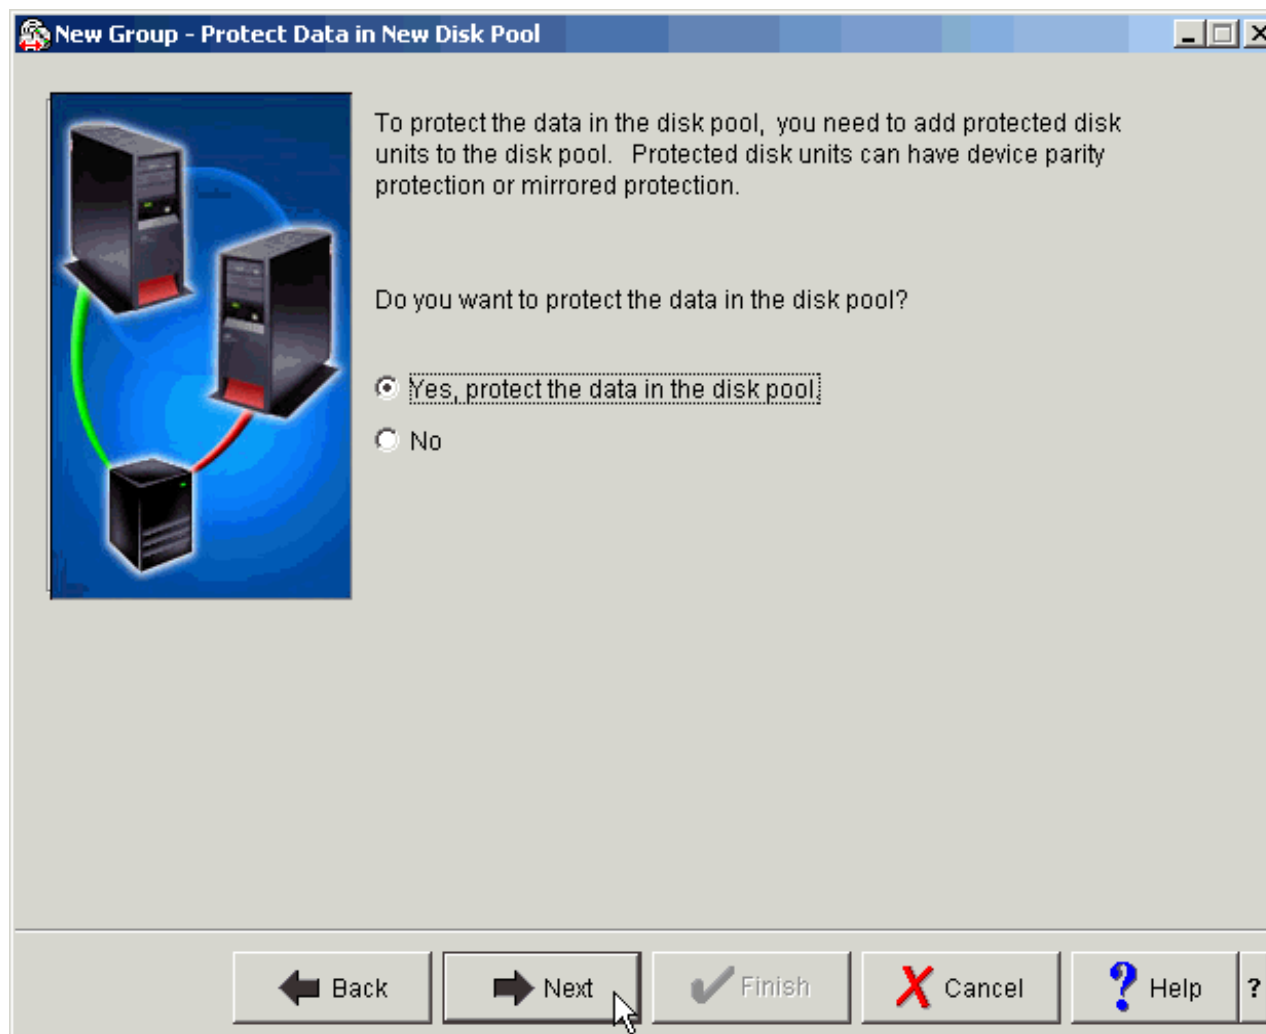 New Group - Protect Data in New Disk Pool
To protect the data in the disk pool, you need to add protected disk
units to the disk pool. Protected disk units can have device parity
protection or mirrored protection.
Do you want to protect the data in the disk pool?
Yes, protect the data in the disk pool.
No
Back
Next
Finish
Cancel
? Help
?